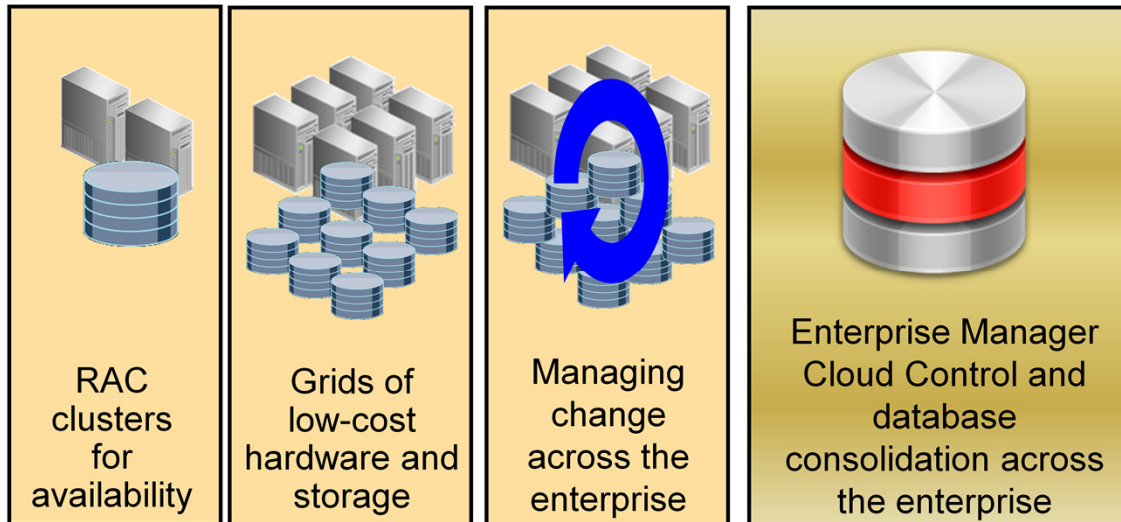 RAC
clusters
for
availability
Grids of
low-cost
hardware and
storage
Managing
change
across the
enterprise
Enterprise Manager
Cloud Control and
database
consolidation across
the enterprise